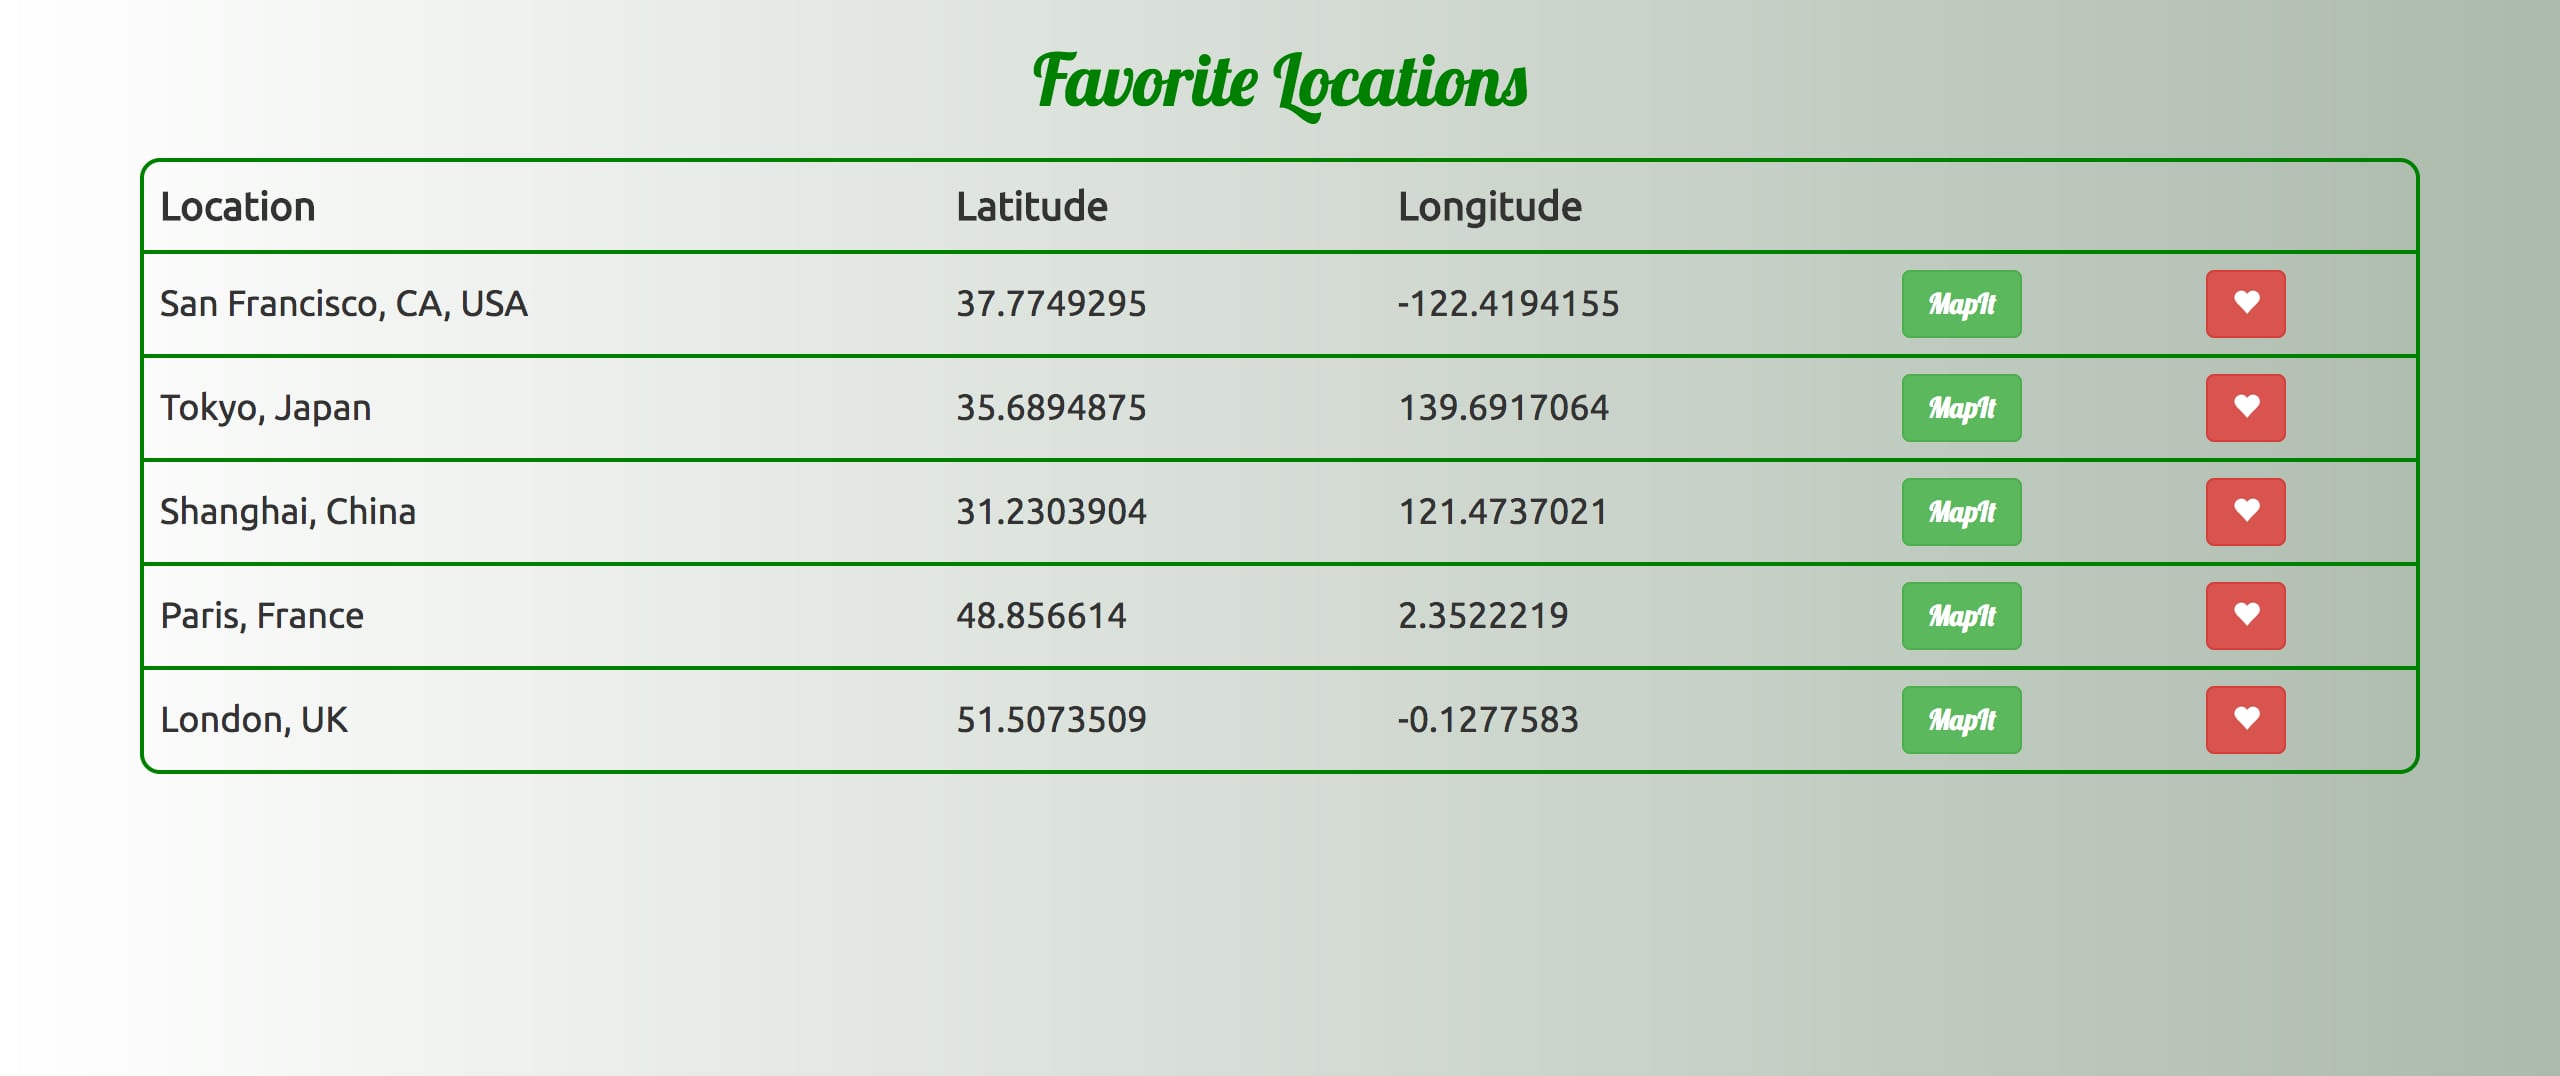 Favorite Locations
Location Latitude Longitude
San Francisco, CA, USA 37.7749295 -122.4194155 MapIt
Tokyo, Japan 35.6894875 139.6917064 MapIt
Shanghai, China 31.2303904 121.4737021 MapIt
Paris, France 48.856614 2.3522219 MapIt
London, UK 51.5073509 -0.1277583 MapIt